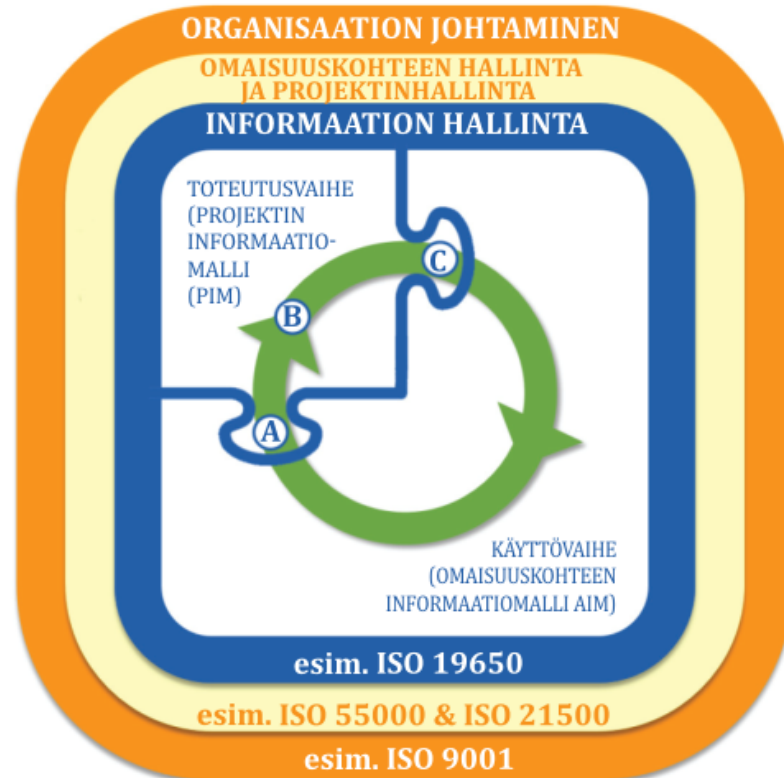 ORGANISAATION JOHTAMINEN
OMAISUUSKOHTEEN HALLINTA
JA PROJEKTINHALLINTA
INFORMAATION HALLINTA
TOTEUTUSVAIHE
(PROJEKTIN
INFORMAATIO-
MALLI
(PIM)
C
B
A
KÄYTTÖVAIHE
(OMAISUUSKOHTEEN
INFORMAATIOMALLI AIM)
esim. ISO 19650
esim. ISO 55000 & ISO 21500
esim. ISO 9001